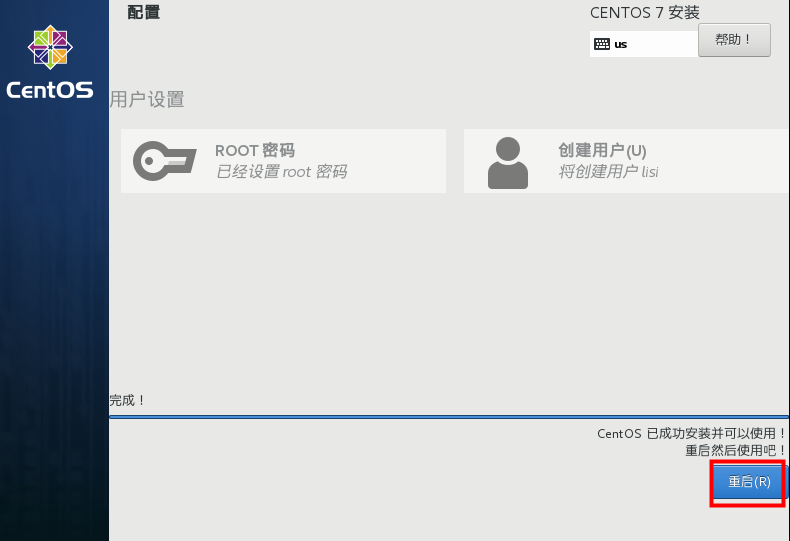 配置
CENTOS 7 安装
us
帮助！
CentOS
用户设置
ROOT 密码
已经设置 root 密码
创建用户(U)
将创建用户 lisi
完成！
CentOS 已成功安装并可以使用！
重启然后使用吧！
重启(R)